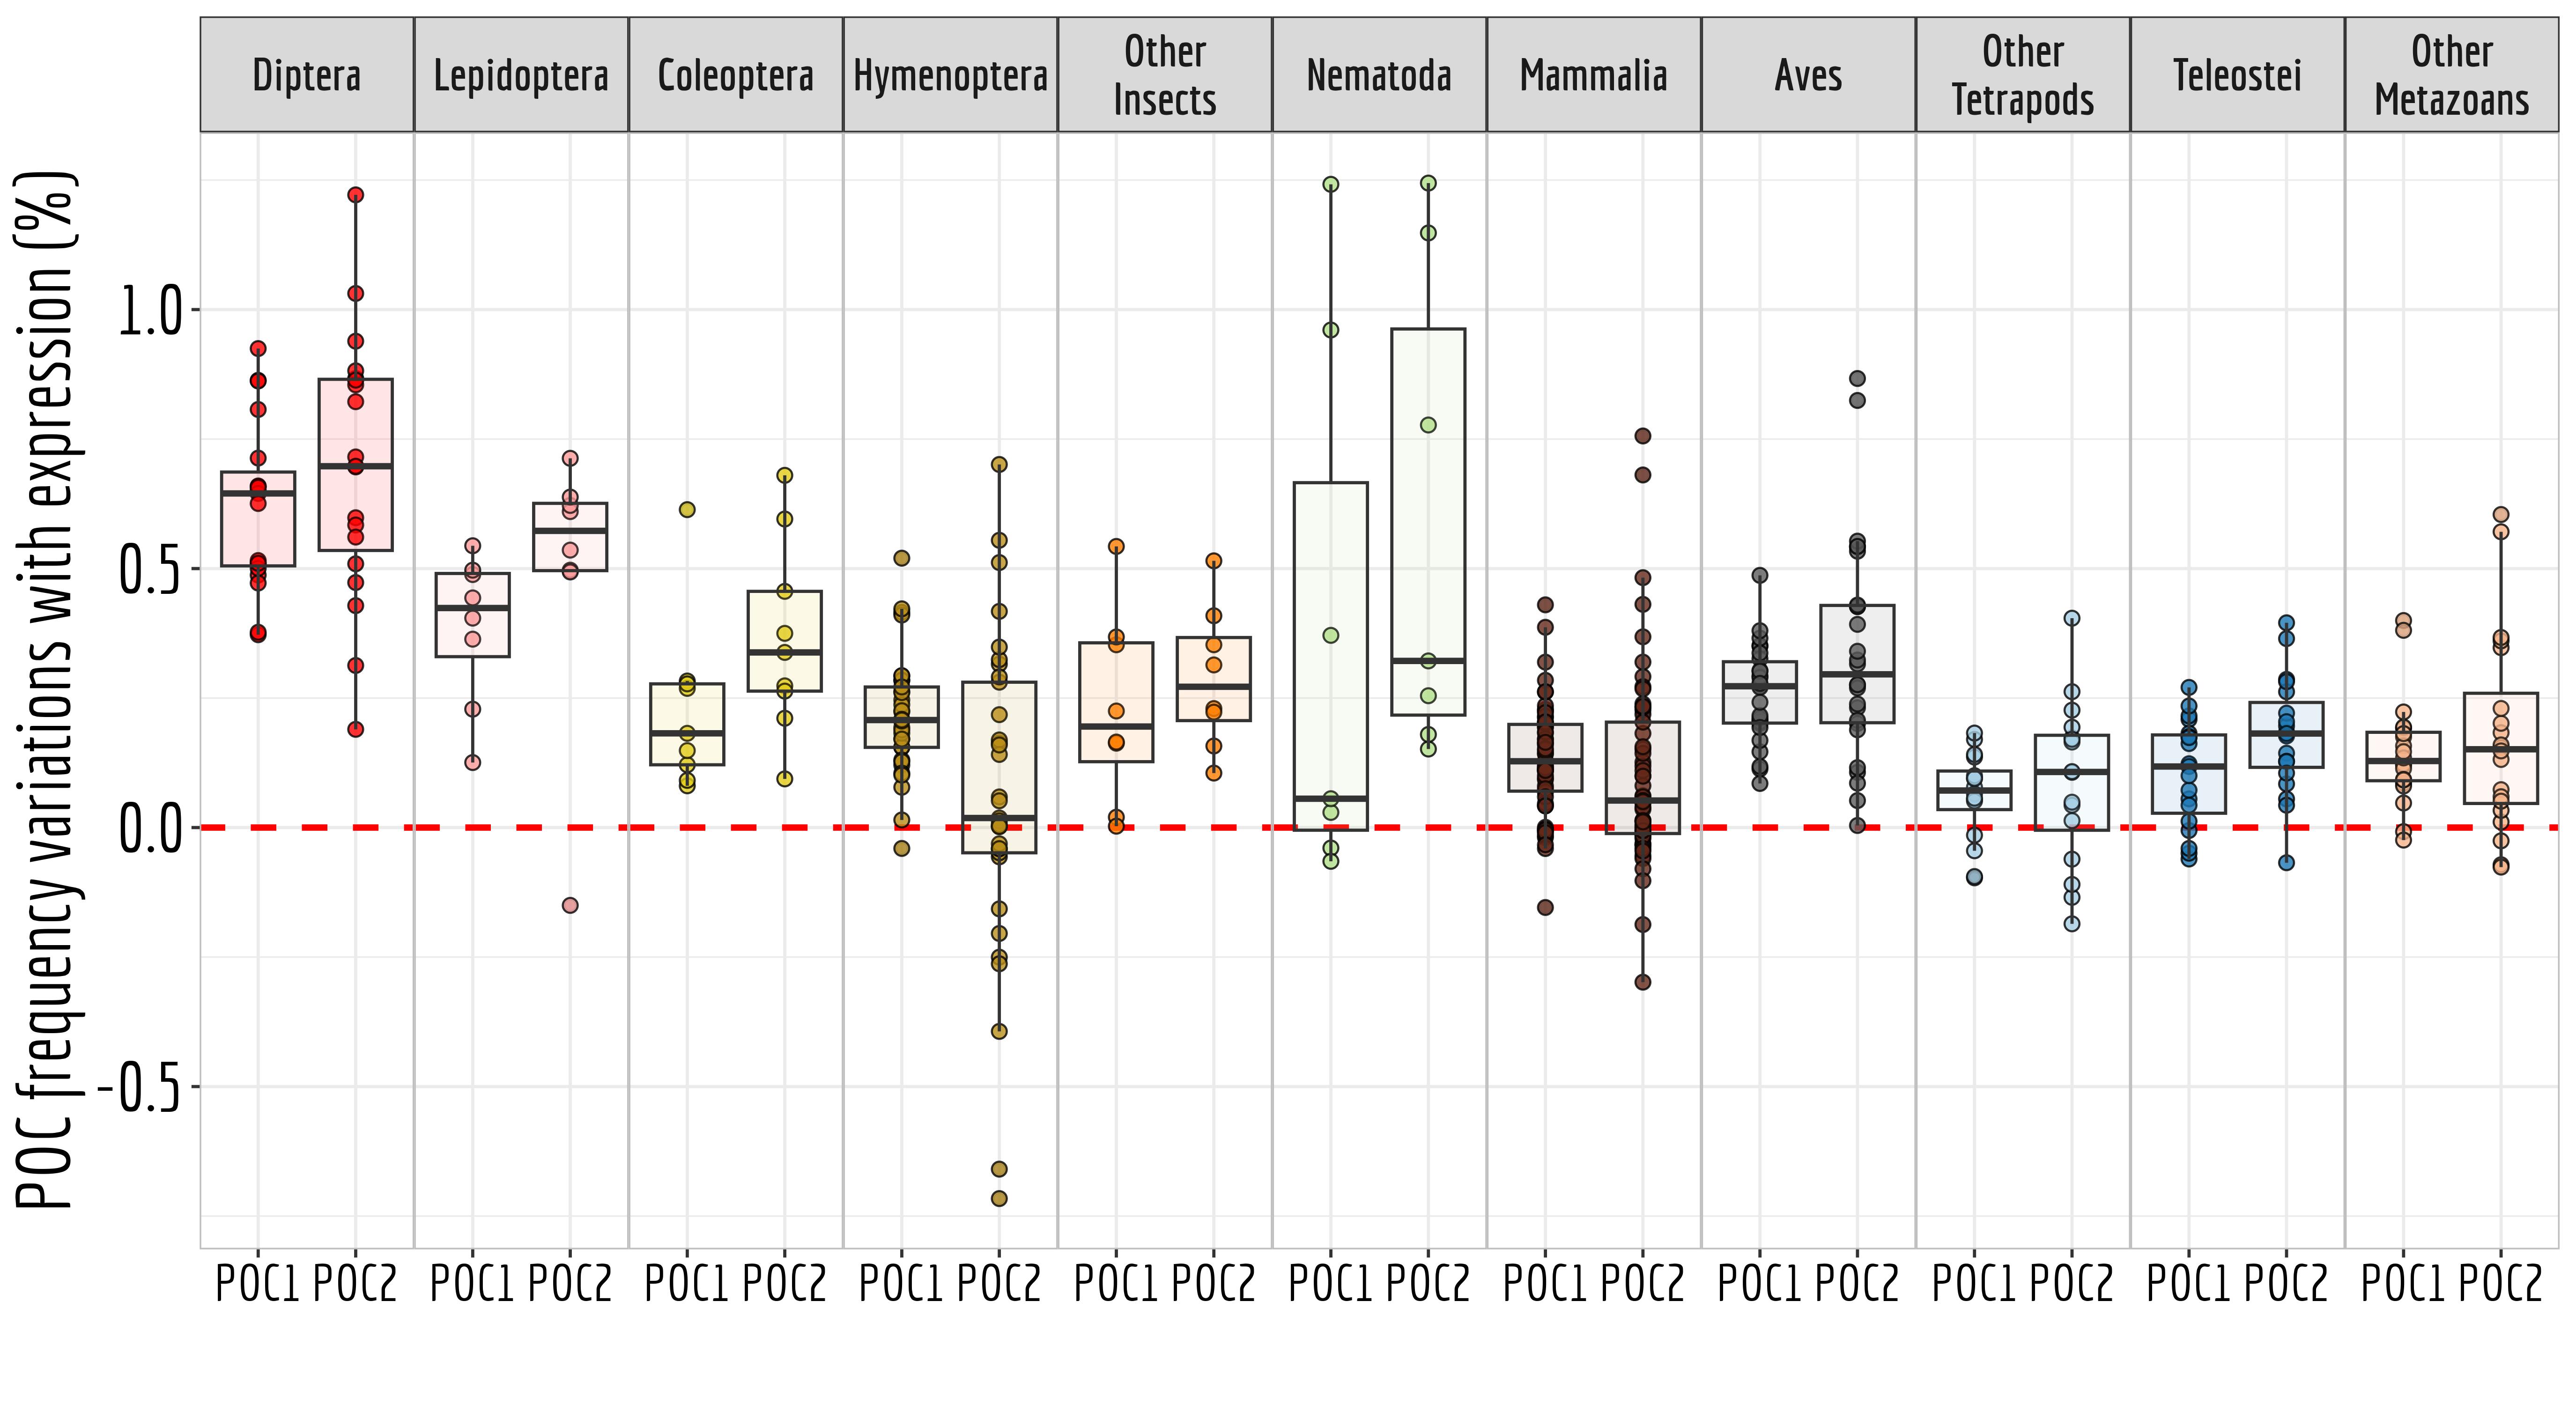 Diptera
Lepidoptera
Coleoptera
Hymenoptera
Other
Insects
Nematoda
Mammalia
Aves
Other
Tetrapods
Teleostei
Other
Metazoans
POC frequency variations with expression (%)
1.0
0.5
0.0
-0.5
POC1 POC2 POC1 POC2 POC1 POC2 POC1 POC2 POC1 POC2 POC1 POC2 POC1 POC2 POC1 POC2 POC1 POC2 POC1 POC2 POC1 POC2